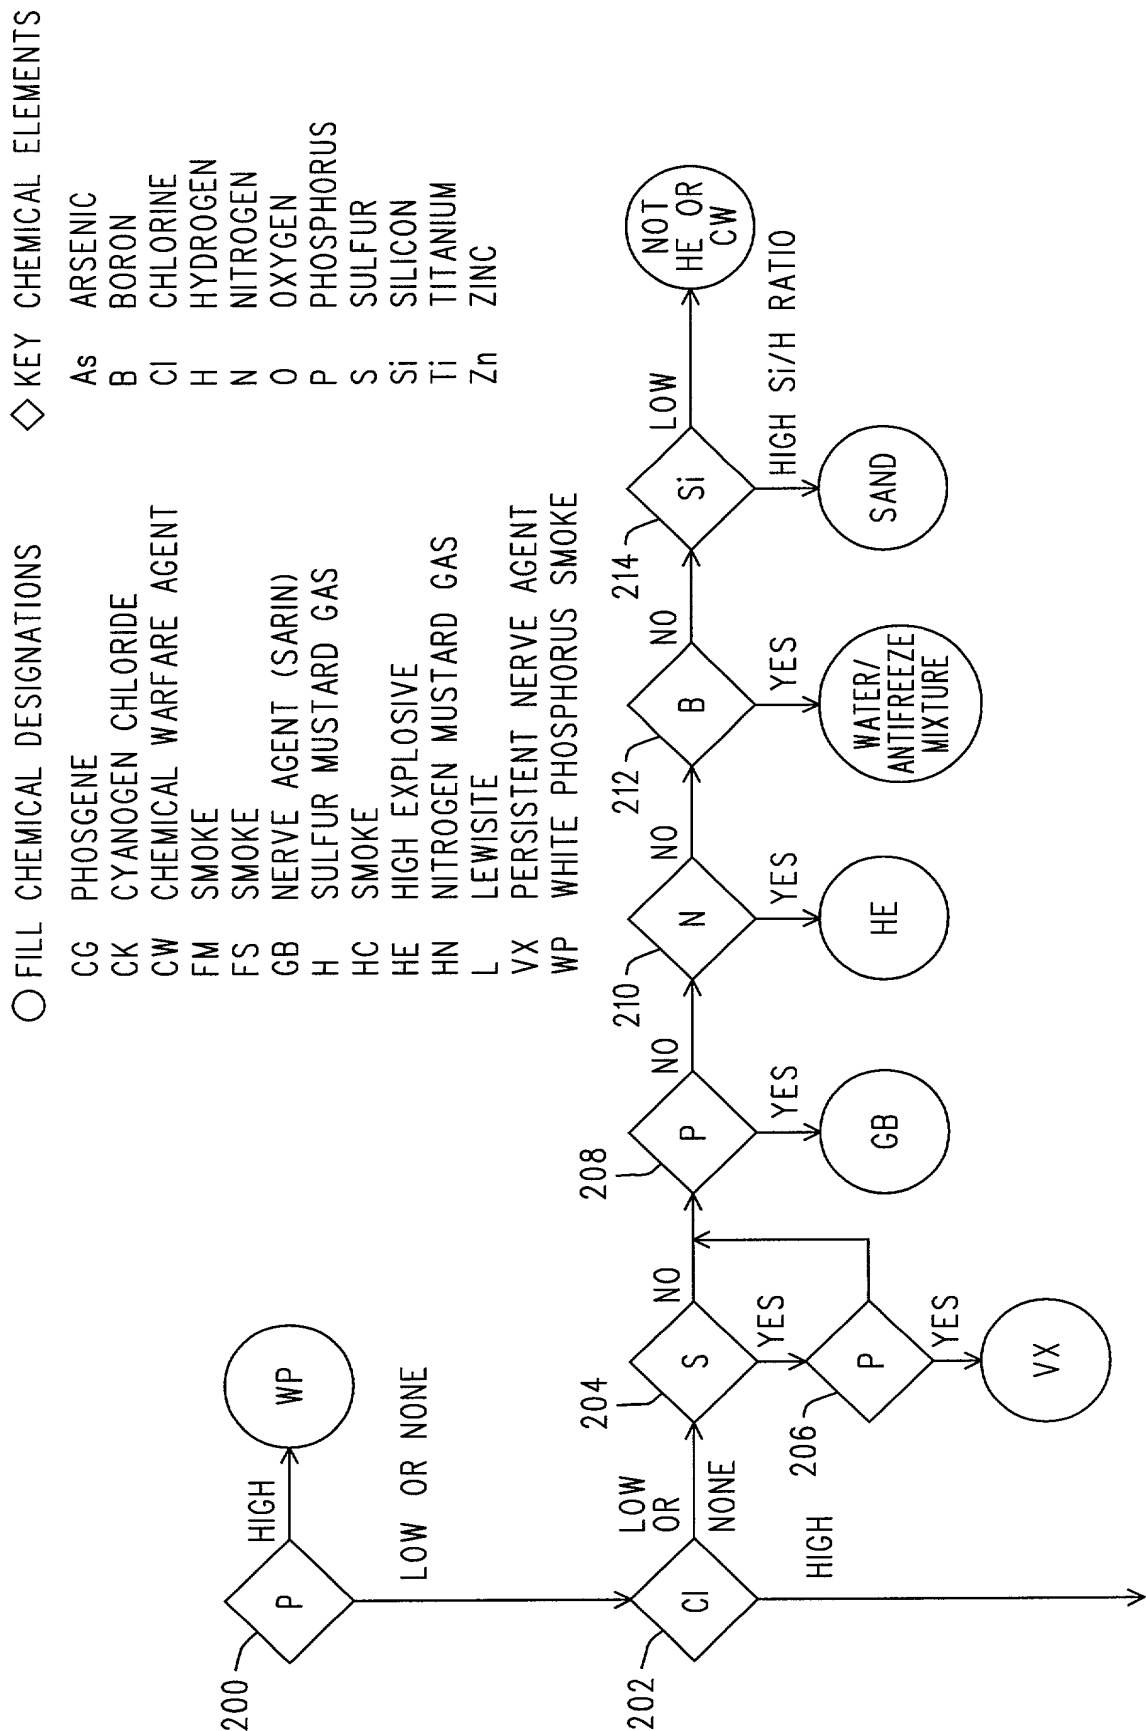 ○ FILL CHEMICAL DESIGNATIONS
CG PHOSGENE
CK CYANOGEN CHLORIDE
CW CHEMICAL WARFARE AGENT
FM SMOKE
FS SMOKE
GB NERVE AGENT (SARIN)
H SULFUR MUSTARD GAS
HC SMOKE
HE HIGH EXPLOSIVE
HN NITROGEN MUSTARD GAS
L LEWISITE
VX PERSISTENT NERVE AGENT
WP WHITE PHOSPHORUS SMOKE
◇ KEY CHEMICAL ELEMENTS
As ARSENIC
B BORON
Cl CHLORINE
H HYDROGEN
N NITROGEN
O OXYGEN
P PHOSPHORUS
S SULFUR
Si SILICON
Ti TITANIUM
Zn ZINC
200
P
HIGH
WP
LOW OR NONE
202
Cl
LOW
OR
NONE
HIGH
204
S
NO
YES
206
P
YES
VX
208
P
NO
YES
GB
210
N
NO
YES
HE
212
B
NO
YES
WATER/
ANTIFREEZE
MIXTURE
214
Si
LOW
NOT
HE OR
CW
HIGH Si/H RATIO
SAND